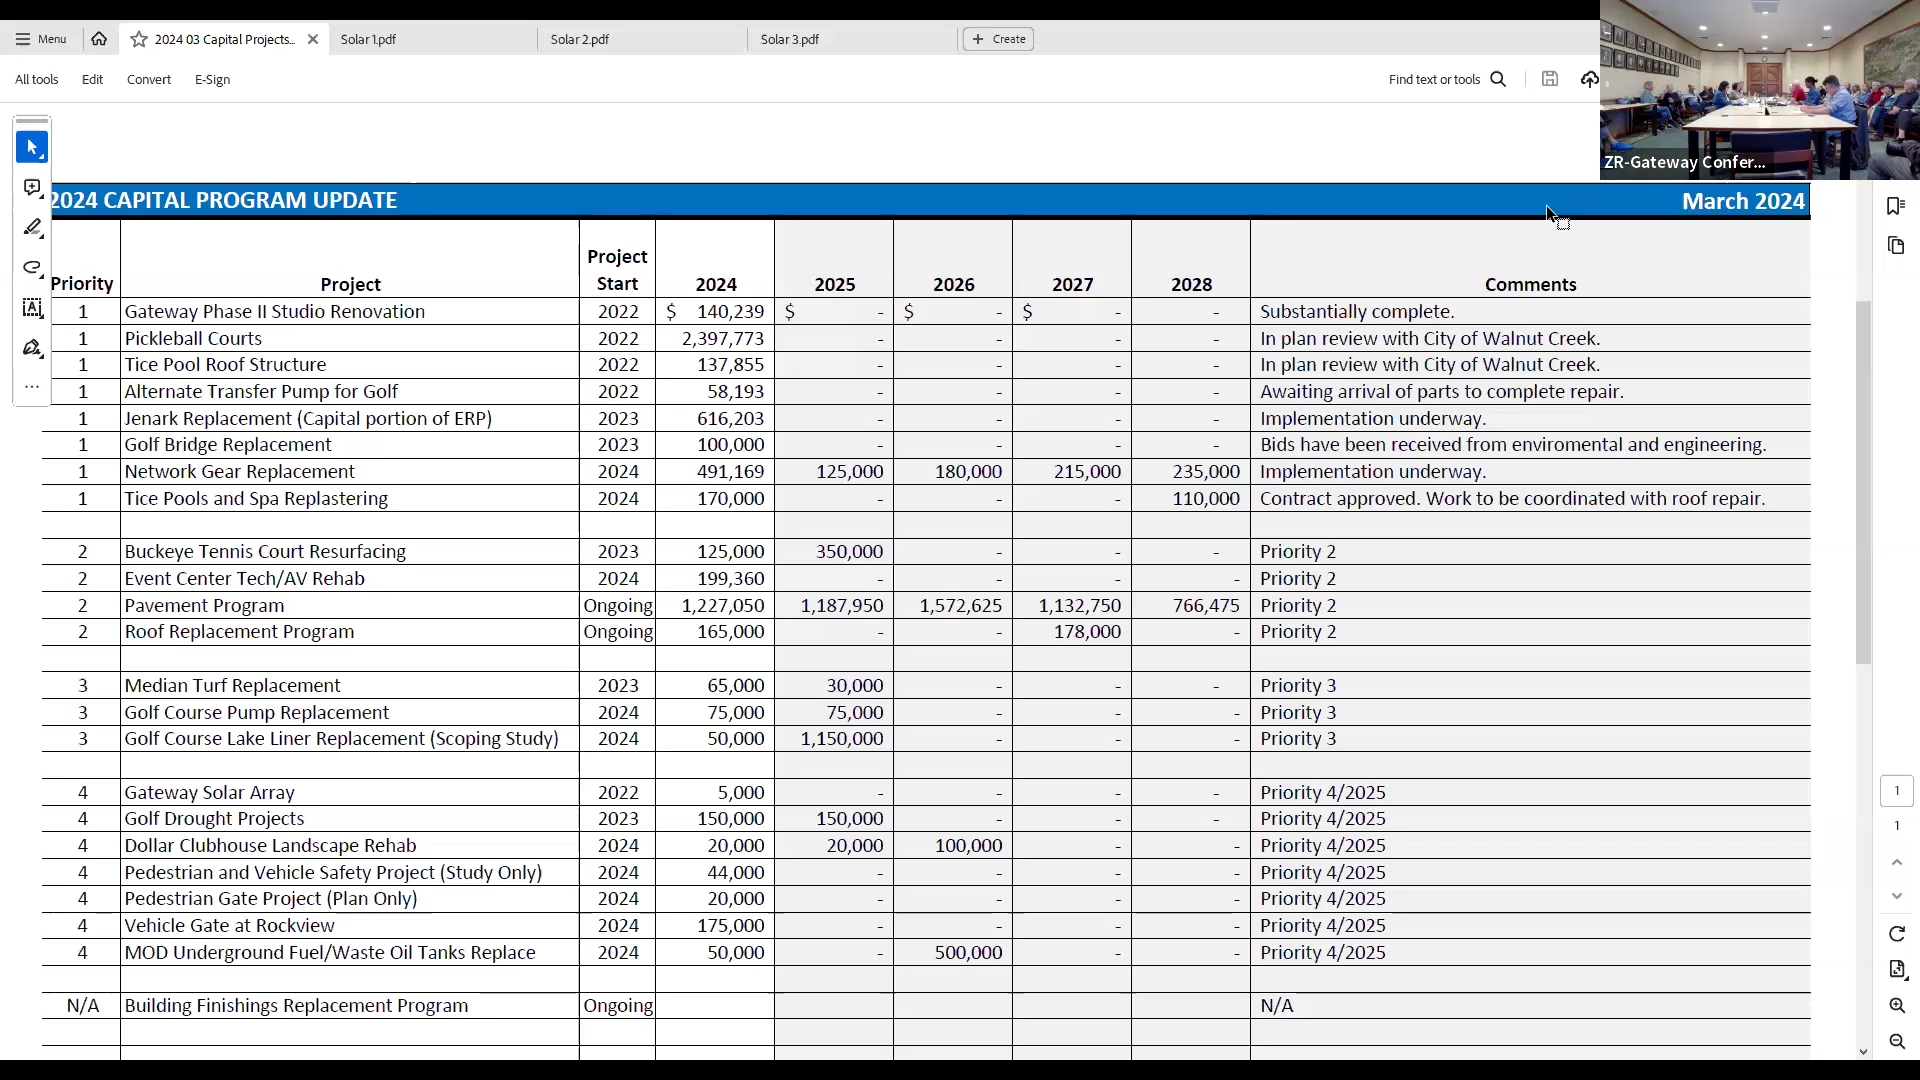 Menu 2024 03 Capital Projects... Solar 1.pdf Solar 2.pdf Solar 3.pdf + Create
All tools Edit Convert E-Sign Find text or tools
ZR-Gateway Confer...
2024 CAPITAL PROGRAM UPDATE March 2024
Priority Project Project Start 2024 2025 2026 2027 2028 Comments
1 Gateway Phase II Studio Renovation 2022 $ 140,239 $ - $ - $ - - Substantially complete.
1 Pickleball Courts 2022 2,397,773 - - - - In plan review with City of Walnut Creek.
1 Tice Pool Roof Structure 2022 137,855 - - - - In plan review with City of Walnut Creek.
1 Alternate Transfer Pump for Golf 2022 58,193 - - - - Awaiting arrival of parts to complete repair.
1 Jenark Replacement (Capital portion of ERP) 2023 616,203 - - - - Implementation underway.
1 Golf Bridge Replacement 2023 100,000 - - - - Bids have been received from enviromental and engineering.
1 Network Gear Replacement 2024 491,169 125,000 180,000 215,000 235,000 Implementation underway.
1 Tice Pools and Spa Replastering 2024 170,000 - - - 110,000 Contract approved. Work to be coordinated with roof repair.
2 Buckeye Tennis Court Resurfacing 2023 125,000 350,000 - - - Priority 2
2 Event Center Tech/AV Rehab 2024 199,360 - - - - Priority 2
2 Pavement Program Ongoing 1,227,050 1,187,950 1,572,625 1,132,750 766,475 Priority 2
2 Roof Replacement Program Ongoing 165,000 - - 178,000 - Priority 2
3 Median Turf Replacement 2023 65,000 30,000 - - - Priority 3
3 Golf Course Pump Replacement 2024 75,000 75,000 - - - Priority 3
3 Golf Course Lake Liner Replacement (Scoping Study) 2024 50,000 1,150,000 - - - Priority 3
4 Gateway Solar Array 2022 5,000 - - - - Priority 4/2025
4 Golf Drought Projects 2023 150,000 150,000 - - - Priority 4/2025
4 Dollar Clubhouse Landscape Rehab 2024 20,000 20,000 100,000 - - Priority 4/2025
4 Pedestrian and Vehicle Safety Project (Study Only) 2024 44,000 - - - - Priority 4/2025
4 Pedestrian Gate Project (Plan Only) 2024 20,000 - - - - Priority 4/2025
4 Vehicle Gate at Rockview 2024 175,000 - - - - Priority 4/2025
4 MOD Underground Fuel/Waste Oil Tanks Replace 2024 50,000 - 500,000 - - Priority 4/2025
N/A Building Finishings Replacement Program Ongoing N/A
1
1